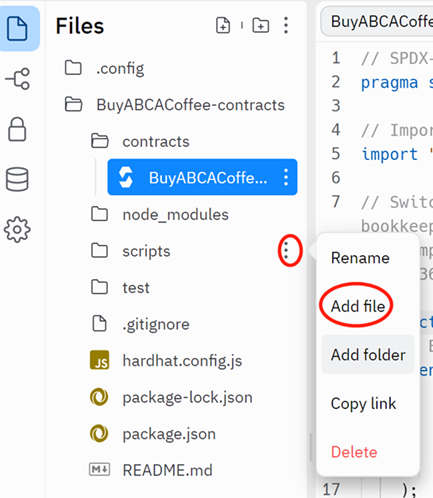 Files
.config
BuyABCACoffee-contracts
contracts
BuyABCACoffe...
node_modules
scripts
test
.gitignore
JS hardhat.config.js
package-lock.json
package.json
README.md
BuyABCACoffe
1 // SPDX-
2 pragma s
3
4 // Impor
5 import "
6
7 // Switc
bookkeep
Rename
Add file
Add folder
Copy link
Delete
17 );